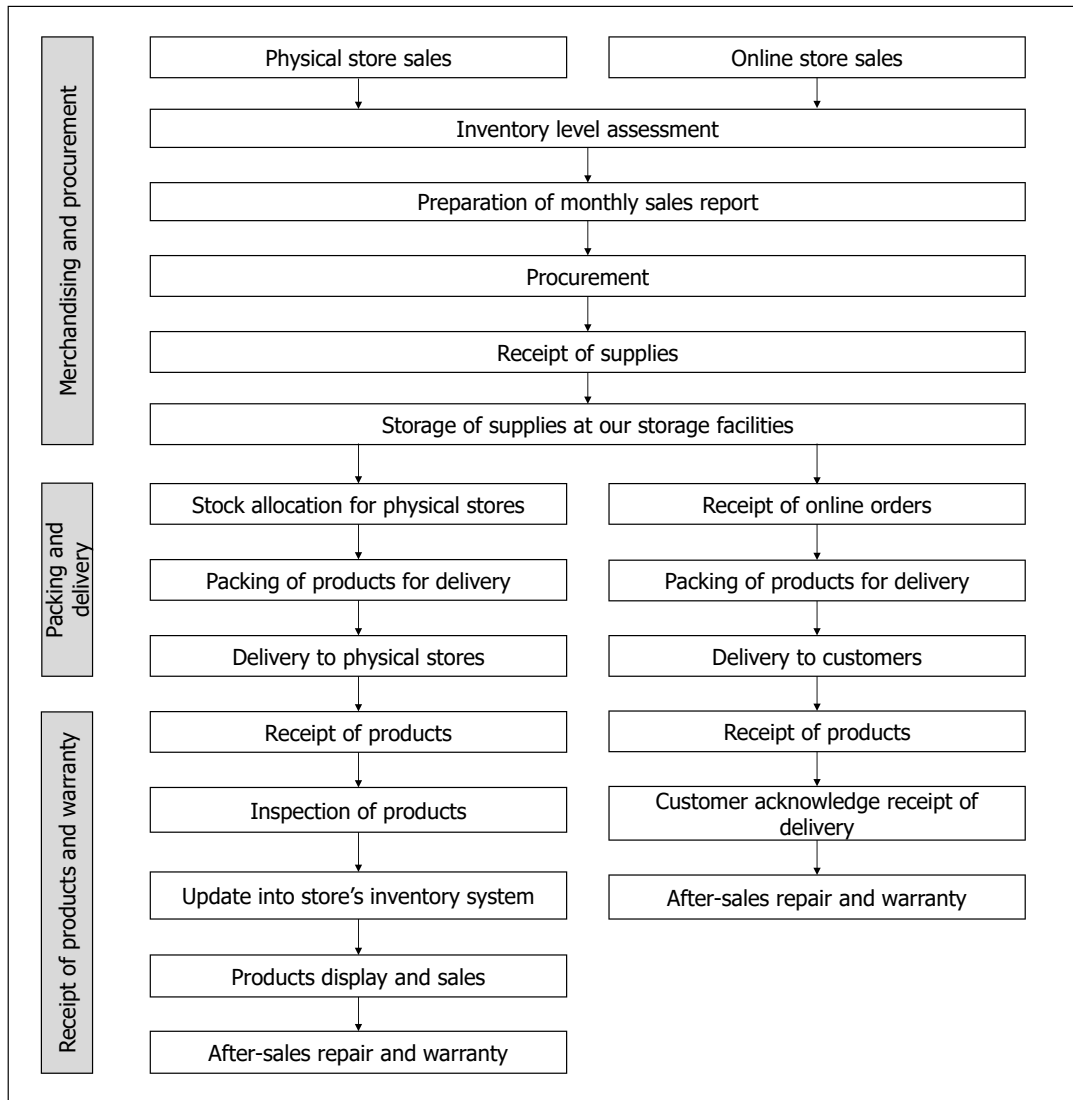 Merchandising and procurement
Physical store sales
Online store sales
Inventory level assessment
Preparation of monthly sales report
Procurement
Receipt of supplies
Storage of supplies at our storage facilities
Packing and
delivery
Stock allocation for physical stores
Receipt of online orders
Packing of products for delivery
Packing of products for delivery
Delivery to physical stores
Delivery to customers
Receipt of products and warranty
Receipt of products
Receipt of products
Inspection of products
Customer acknowledge receipt of
delivery
Update into store’s inventory system
After-sales repair and warranty
Products display and sales
After-sales repair and warranty